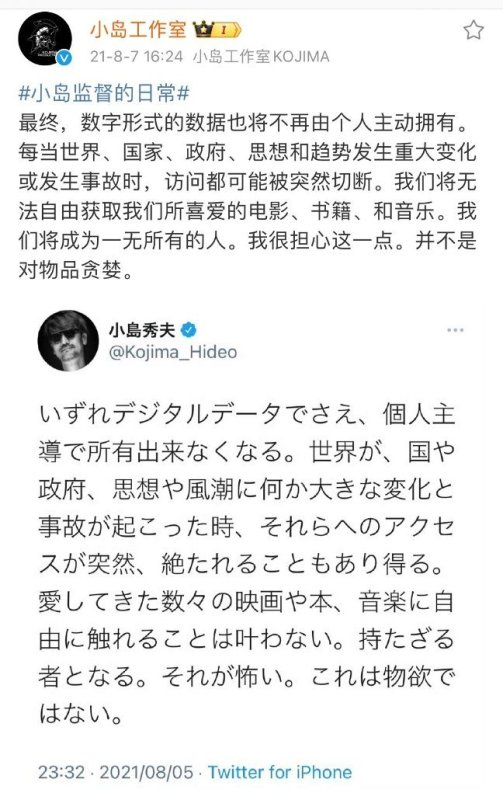 小岛工作室
I
21-8-7 16:24 小岛工作室KOJIMA
#小岛监督的日常#
最终，数字形式的数据也将不再由个人主动拥有。
每当世界、国家、政府、思想和趋势发生重大变化
或发生事故时，访问都可能被突然切断。我们将无
法自由获取我们所喜爱的电影、书籍、和音乐。我
们将成为一无所有的人。我很担心这一点。并不是
对物品贪婪。
小島秀夫
@Kojima_Hideo
いずれデジタルデータでさえ、個人主
導で所有出来なくなる。世界が、国や
政府、思想や風潮に何か大きな変化と
事故が起こった時、それらへのアクセ
スが突然、絶たれることもあり得る。
愛してきた数々の映画や本、音楽に自
由に触れることは叶わない。持たざる
者となる。それが怖い。これは物欲で
はない。
23:32 · 2021/08/05 · Twitter for iPhone